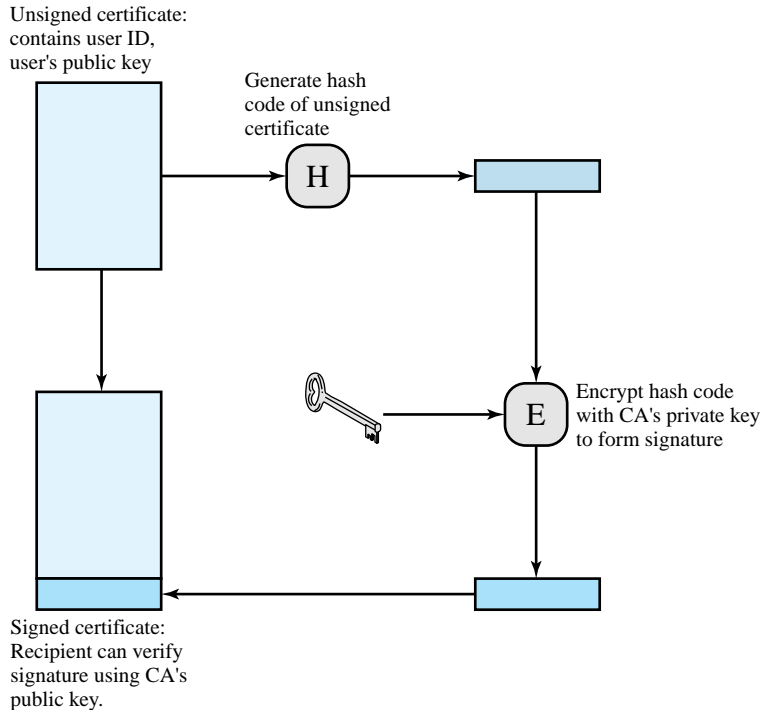 Unsigned certificate:
contains user ID,
user's public key
Generate hash
code of unsigned
certificate
H
E
Encrypt hash code
with CA's private key
to form signature
Signed certificate:
Recipient can verify
signature using CA's
public key.